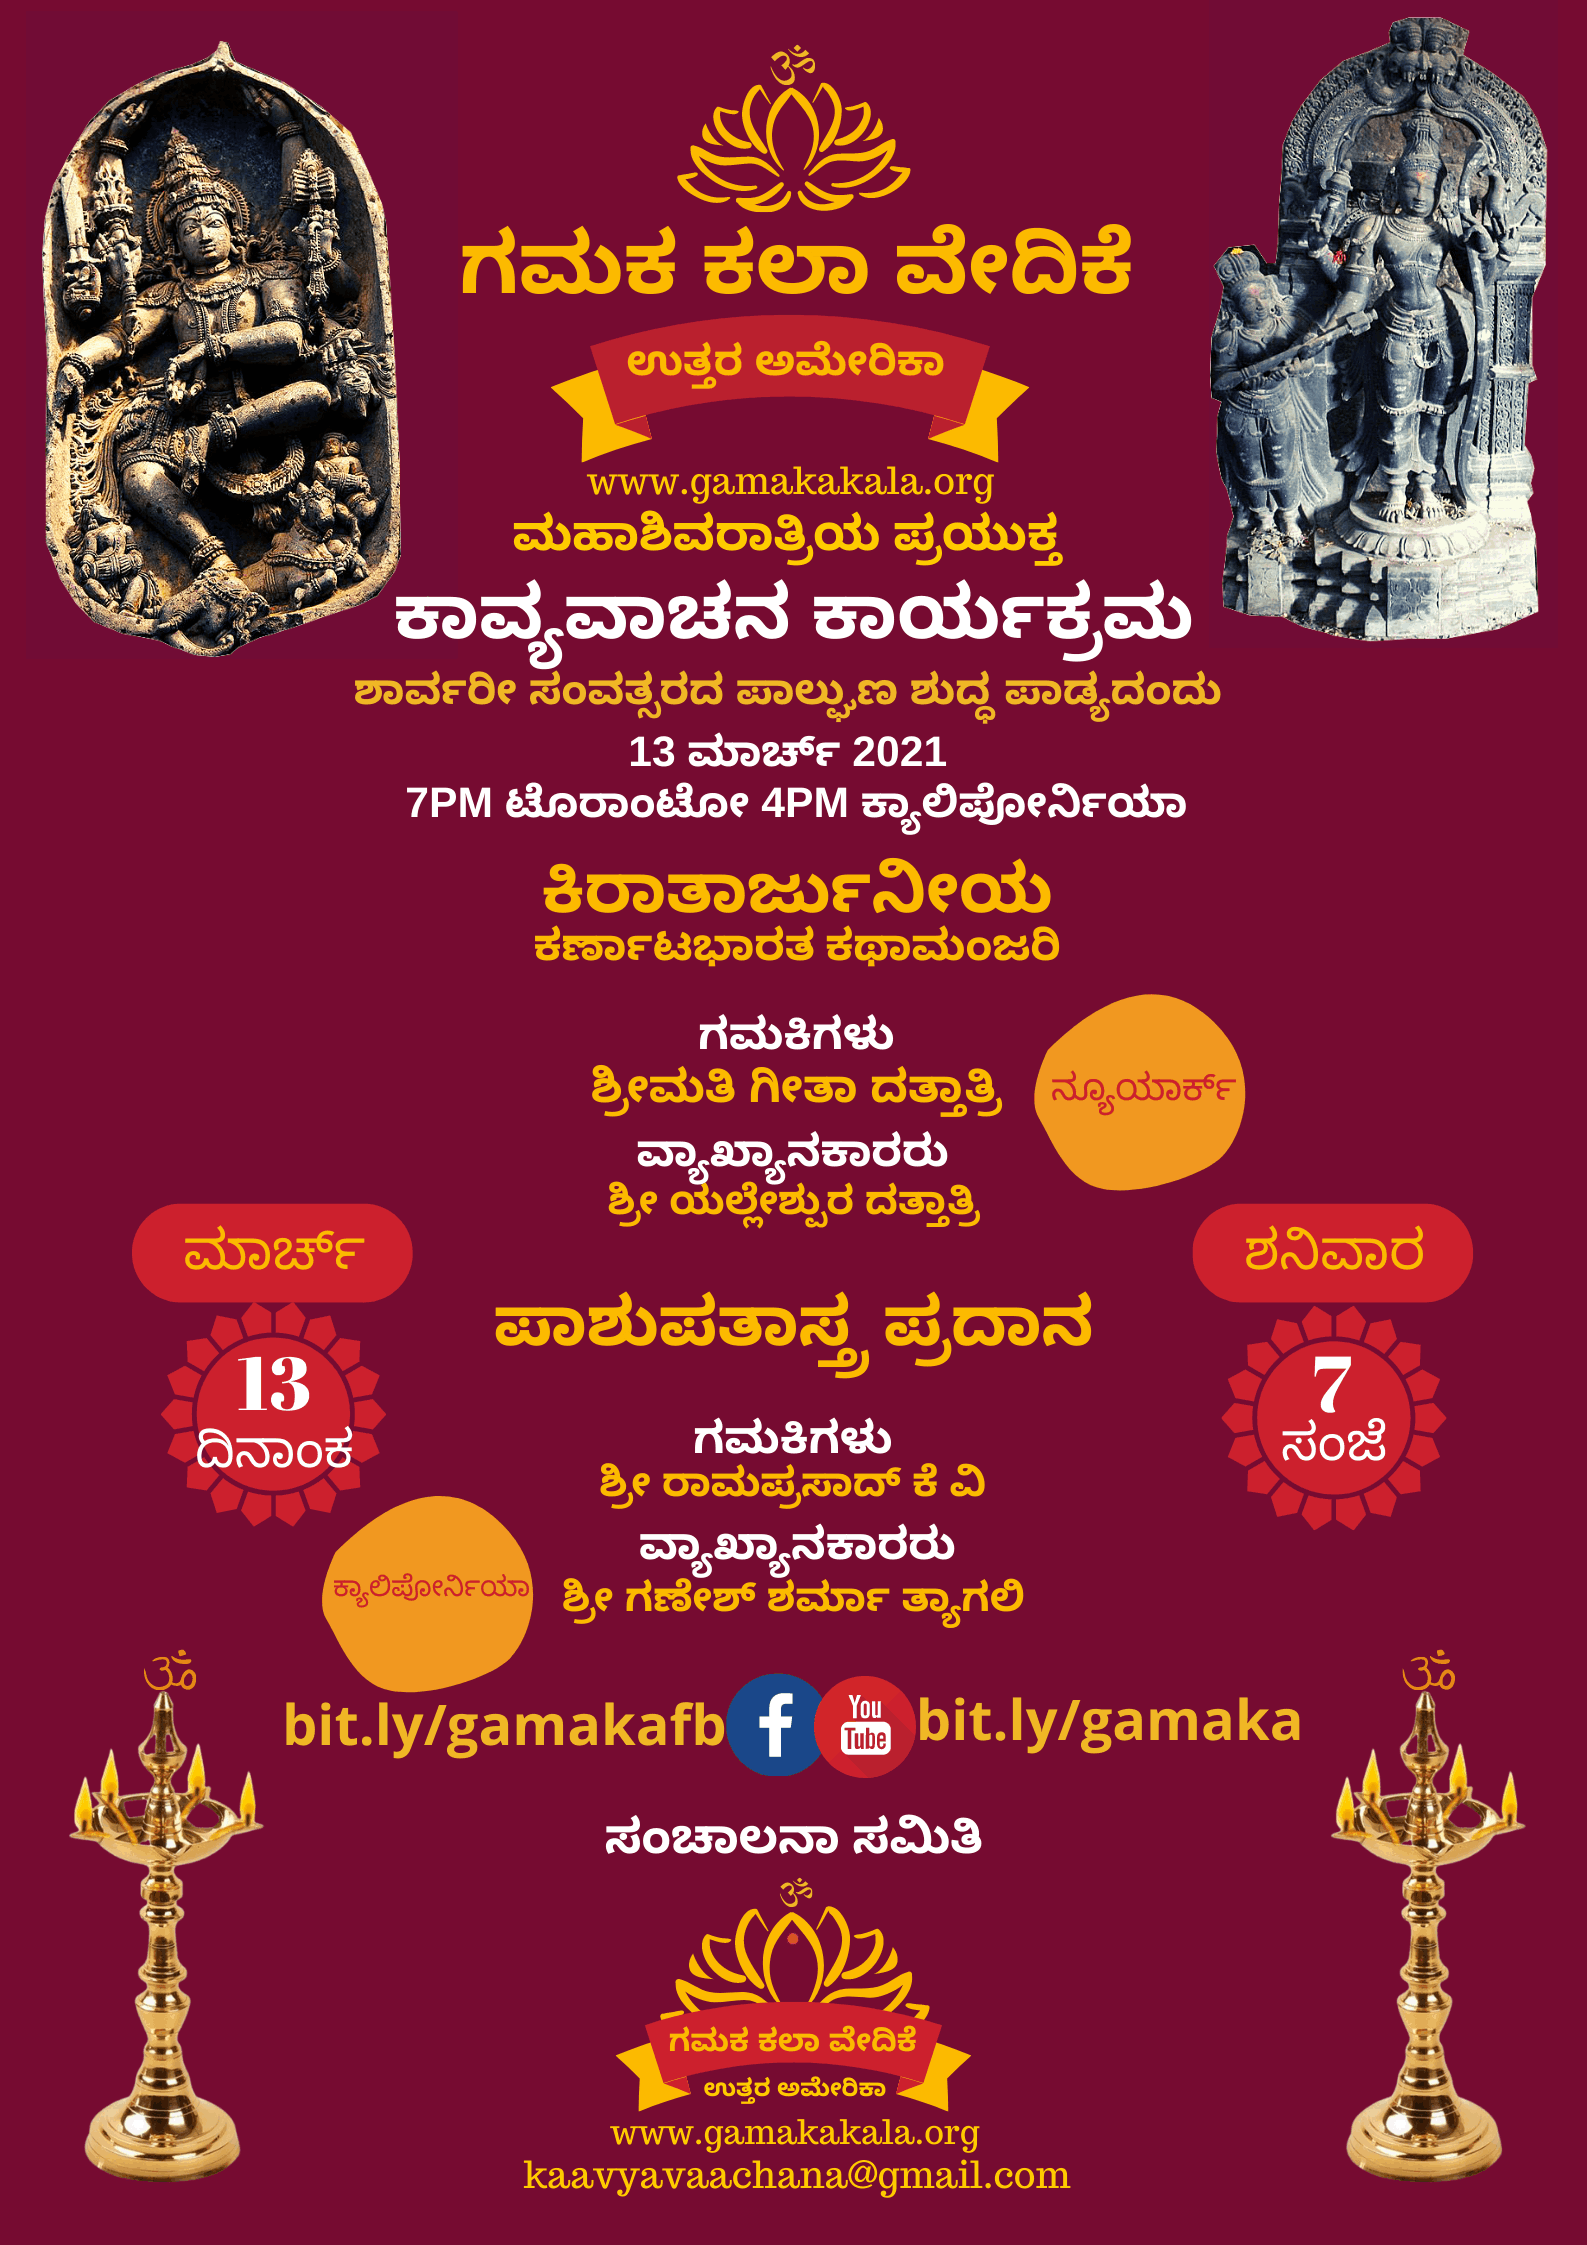 ॐ
ಗಮಕ ಕಲಾ ವೇದಿಕೆ
ಉತ್ತರ ಅಮೇರಿಕಾ
www.gamakakala.org
ಮಹಾಶಿವರಾತ್ರಿಯ ಪ್ರಯುಕ್ತ
ಕಾವ್ಯವಾಚನ ಕಾರ್ಯಕ್ರಮ
ಶಾರ್ವರೀ ಸಂವತ್ಸರದ ಪಾಲ್ಘುಣ ಶುದ್ಧ ಪಾಡ್ಯದಂದು
13 ಮಾರ್ಚ್ 2021
7PM ಟೊರಾಂಟೋ 4PM ಕ್ಯಾಲಿಪೋರ್ನಿಯಾ
ಕಿರಾತಾರ್ಜುನೀಯ
ಕರ್ಣಾಟಭಾರತ ಕಥಾಮಂಜರಿ
ಗಮಕಿಗಳು
ಶ್ರೀಮತಿ ಗೀತಾ ದತ್ತಾತ್ರಿ
ನ್ಯೂಯಾರ್ಕ್
ವ್ಯಾಖ್ಯಾನಕಾರರು
ಶ್ರೀ ಯಲ್ಲೇಶ್ಪುರ ದತ್ತಾತ್ರಿ
ಮಾರ್ಚ್
13
ದಿನಾಂಕ
ಶನಿವಾರ
7
ಸಂಜೆ
ಪಾಶುಪತಾಸ್ತ್ರ ಪ್ರದಾನ
ಗಮಕಿಗಳು
ಶ್ರೀ ರಾಮಪ್ರಸಾದ್ ಕೆ ವಿ
ವ್ಯಾಖ್ಯಾನಕಾರರು
ಶ್ರೀ ಗಣೇಶ್ ಶರ್ಮಾ ತ್ಯಾಗಲಿ
ಕ್ಯಾಲಿಪೋರ್ನಿಯಾ
ॐ
ॐ
bit.ly/gamakafb f You Tube bit.ly/gamaka
ಸಂಚಾಲನಾ ಸಮಿತಿ
ॐ
ಗಮಕ ಕಲಾ ವೇದಿಕೆ
ಉತ್ತರ ಅಮೇರಿಕಾ
www.gamakakala.org
kaavyavaachana@gmail.com